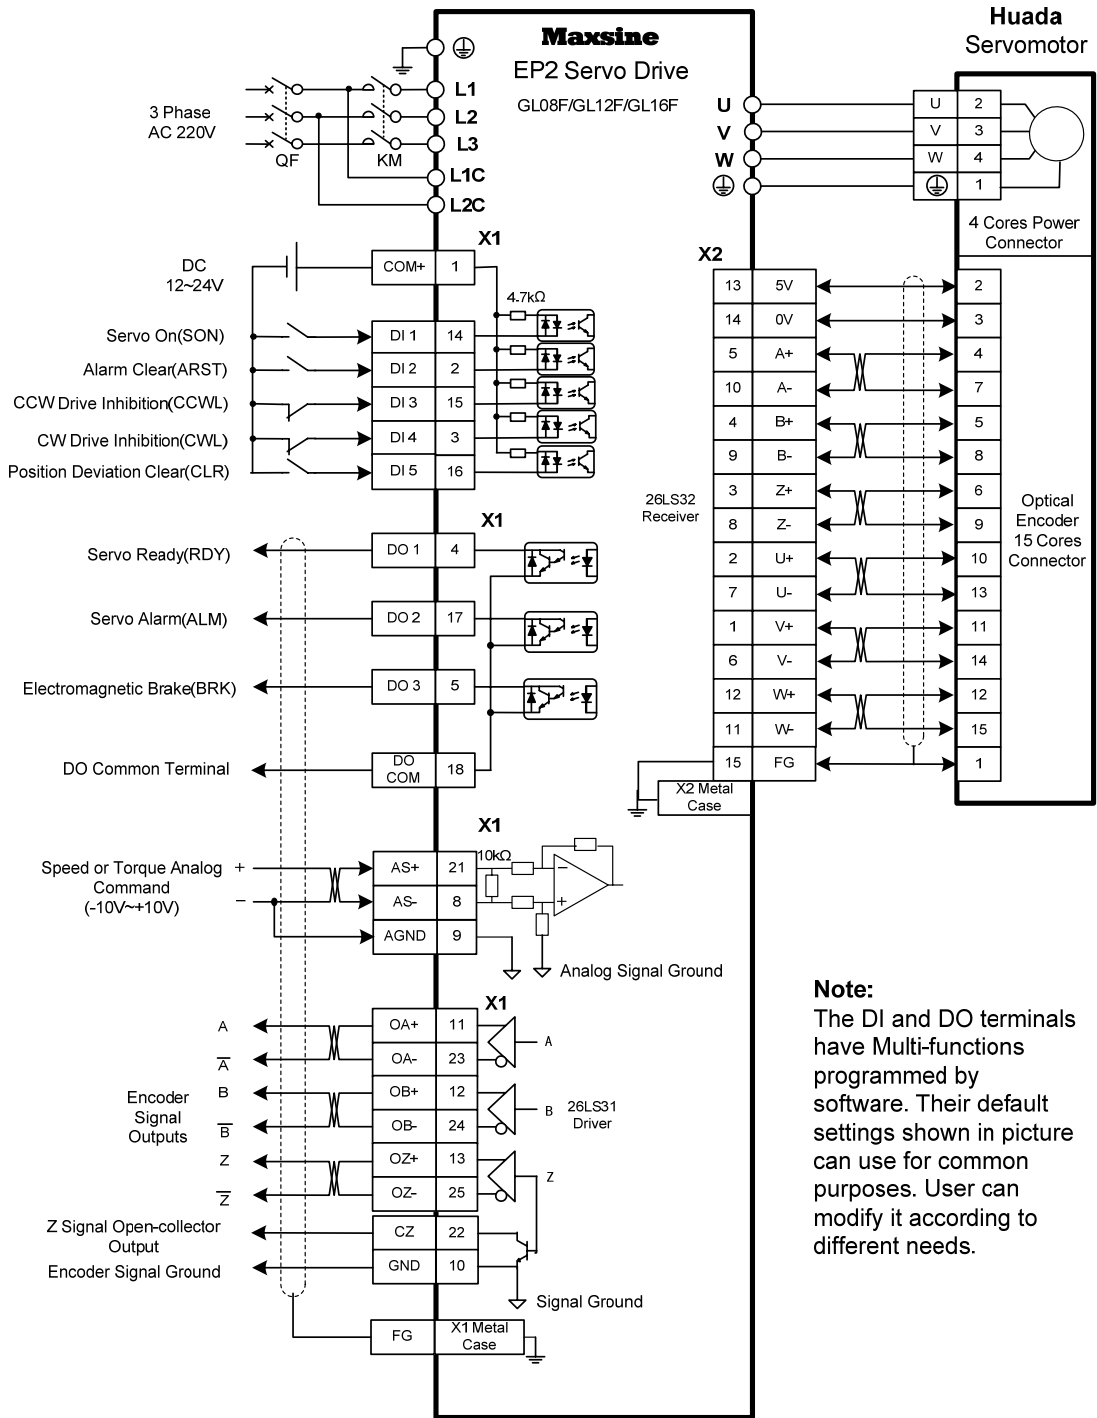 Huada
Servomotor
Maxsine
EP2 Servo Drive
GL08F/GL12F/GL16F
3 Phase
AC 220V
QF
KM
L1
L2
L3
L1C
L2C
U
V
W
U 2
V 3
W 4
1
4 Cores Power
Connector
X1
DC
12~24V
COM+ 1
4.7kΩ
Servo On(SON) DI 1 14
Alarm Clear(ARST) DI 2 2
CCW Drive Inhibition(CCWL) DI 3 15
CW Drive Inhibition(CWL) DI 4 3
Position Deviation Clear(CLR) DI 5 16
X1
Servo Ready(RDY) DO 1 4
Servo Alarm(ALM) DO 2 17
Electromagnetic Brake(BRK) DO 3 5
DO Common Terminal DO
COM 18
X2
13 5V 2
14 0V 3
5 A+ 4
10 A- 7
4 B+ 5
9 B- 8
3 Z+ 6
8 Z- 9
2 U+ 10
7 U- 13
1 V+ 11
6 V- 14
12 W+ 12
11 W- 15
15 FG 1
26LS32
Receiver
Optical
Encoder
15 Cores
Connector
X2 Metal
Case
X1
Speed or Torque Analog
Command
(-10V~+10V)
+
−
AS+ 21
AS- 8
AGND 9
10kΩ
−
+
Analog Signal Ground
X1
Encoder
Signal
Outputs
A OA+ 11
A̅ OA- 23
A
B OB+ 12
B̅ OB- 24
B
26LS31
Driver
Z OZ+ 13
Z̅ OZ- 25
Z
Z Signal Open-collector
Output
CZ 22
Encoder Signal Ground GND 10
Signal Ground
FG
X1 Metal
Case
Note:
The DI and DO terminals
have Multi-functions
programmed by
software. Their default
settings shown in picture
can use for common
purposes. User can
modify it according to
different needs.